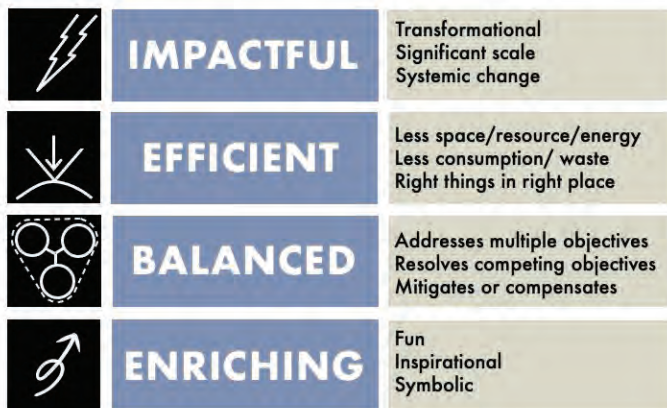 IMPACTFUL
Transformational
Significant scale
Systemic change
EFFICIENT
Less space/resource/energy
Less consumption/ waste
Right things in right place
BALANCED
Addresses multiple objectives
Resolves competing objectives
Mitigates or compensates
ENRICHING
Fun
Inspirational
Symbolic